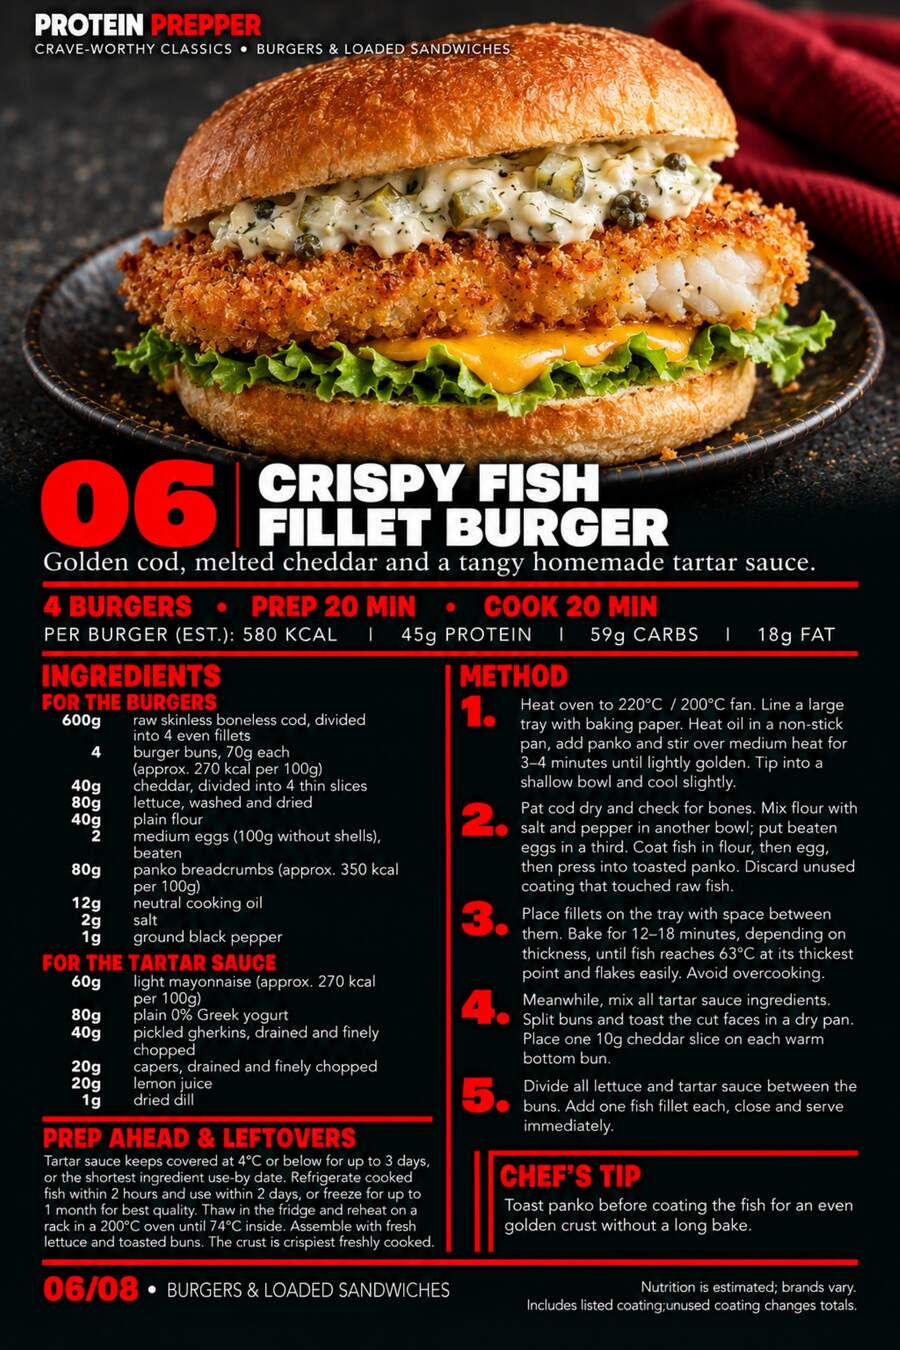 PROTEIN PREPPER
CRAVE-WORTHY CLASSICS • BURGERS & LOADED SANDWICHES
06
CRISPY FISH
FILLET BURGER
Golden cod, melted cheddar and a tangy homemade tartar sauce.
4 BURGERS • PREP 20 MIN • COOK 20 MIN
PER BURGER (EST.): 580 KCAL | 45g PROTEIN | 59g CARBS | 18g FAT
INGREDIENTS
FOR THE BURGERS
600g raw skinless boneless cod, divided
into 4 even fillets
4 burger buns, 70g each
(approx. 270 kcal per 100g)
40g cheddar, divided into 4 thin slices
80g lettuce, washed and dried
40g plain flour
2 medium eggs (100g without shells),
beaten
80g panko breadcrumbs (approx. 350 kcal
per 100g)
12g neutral cooking oil
2g salt
1g ground black pepper
FOR THE TARTAR SAUCE
60g light mayonnaise (approx. 270 kcal
per 100g)
80g plain 0% Greek yogurt
40g pickled gherkins, drained and finely
chopped
20g capers, drained and finely chopped
20g lemon juice
1g dried dill
PREP AHEAD & LEFTOVERS
Tartar sauce keeps covered at 4°C or below for up to 3 days,
or the shortest ingredient use-by date. Refrigerate cooked
fish within 2 hours and use within 2 days, or freeze for up to
1 month for best quality. Thaw in the fridge and reheat on a
rack in a 200°C oven until 74°C inside. Assemble with fresh
lettuce and toasted buns. The crust is crispiest freshly cooked.
METHOD
1. Heat oven to 220°C / 200°C fan. Line a large
tray with baking paper. Heat oil in a non-stick
pan, add panko and stir over medium heat for
3–4 minutes until lightly golden. Tip into a
shallow bowl and cool slightly.
2. Pat cod dry and check for bones. Mix flour with
salt and pepper in another bowl; put beaten
eggs in a third. Coat fish in flour, then egg,
then press into toasted panko. Discard unused
coating that touched raw fish.
3. Place fillets on the tray with space between
them. Bake for 12–18 minutes, depending on
thickness, until fish reaches 63°C at its thickest
point and flakes easily. Avoid overcooking.
4. Meanwhile, mix all tartar sauce ingredients.
Split buns and toast the cut faces in a dry pan.
Place one 10g cheddar slice on each warm
bottom bun.
5. Divide all lettuce and tartar sauce between the
buns. Add one fish fillet each, close and serve
immediately.
CHEF'S TIP
Toast panko before coating the fish for an even
golden crust without a long bake.
06/08 • BURGERS & LOADED SANDWICHES
Nutrition is estimated; brands vary.
Includes listed coating;unused coating changes totals.